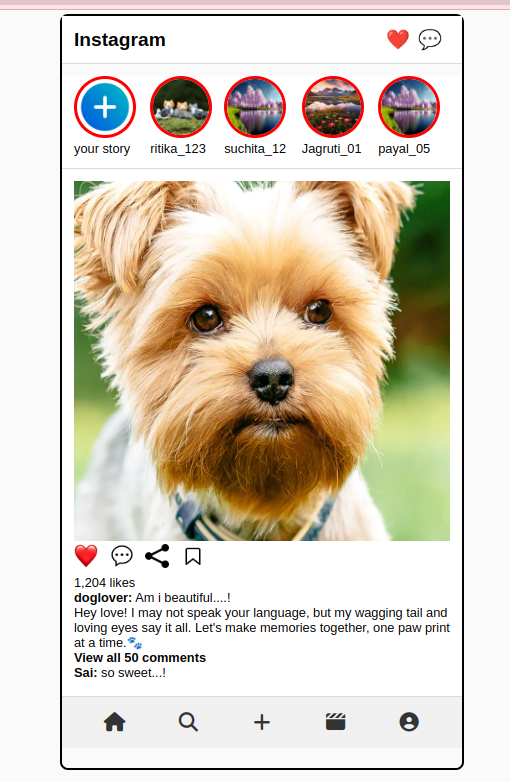 Instagram
your story ritika_123 suchita_12 Jagruti_01 payal_05
1,204 likes
doglover: Am i beautiful....!
Hey love! I may not speak your language, but my wagging tail and
loving eyes say it all. Let's make memories together, one paw print
at a time.🐾
View all 50 comments
Sai: so sweet...!